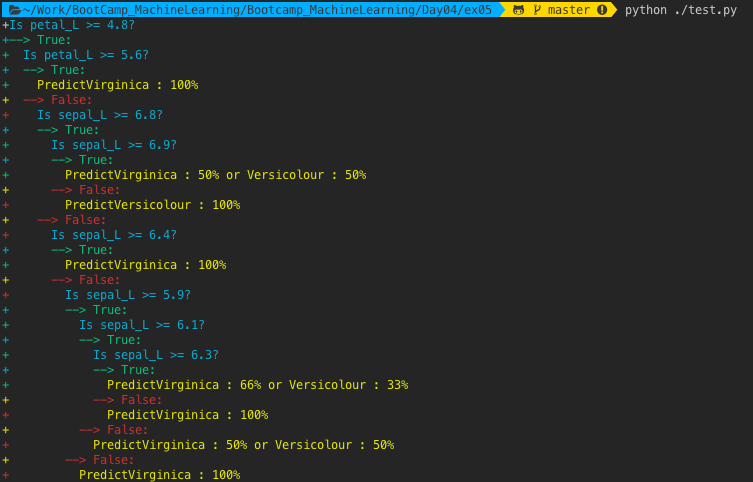 ~/Work/BootCamp_MachineLearning/Bootcamp_MachineLearning/Day04/ex05 master python ./test.py
+Is petal_L >= 4.8?
+--> True:
+  Is petal_L >= 5.6?
+  --> True:
+    PredictVirginica : 100%
+  --> False:
+    Is sepal_L >= 6.8?
+    --> True:
+      Is sepal_L >= 6.9?
+      --> True:
+        PredictVirginica : 50% or Versicolour : 50%
+      --> False:
+        PredictVersicolour : 100%
+    --> False:
+      Is sepal_L >= 6.4?
+      --> True:
+        PredictVirginica : 100%
+      --> False:
+        Is sepal_L >= 5.9?
+        --> True:
+          Is sepal_L >= 6.1?
+          --> True:
+            Is sepal_L >= 6.3?
+            --> True:
+              PredictVirginica : 66% or Versicolour : 33%
+            --> False:
+              PredictVirginica : 100%
+          --> False:
+            PredictVirginica : 50% or Versicolour : 50%
+        --> False:
+          PredictVirginica : 100%